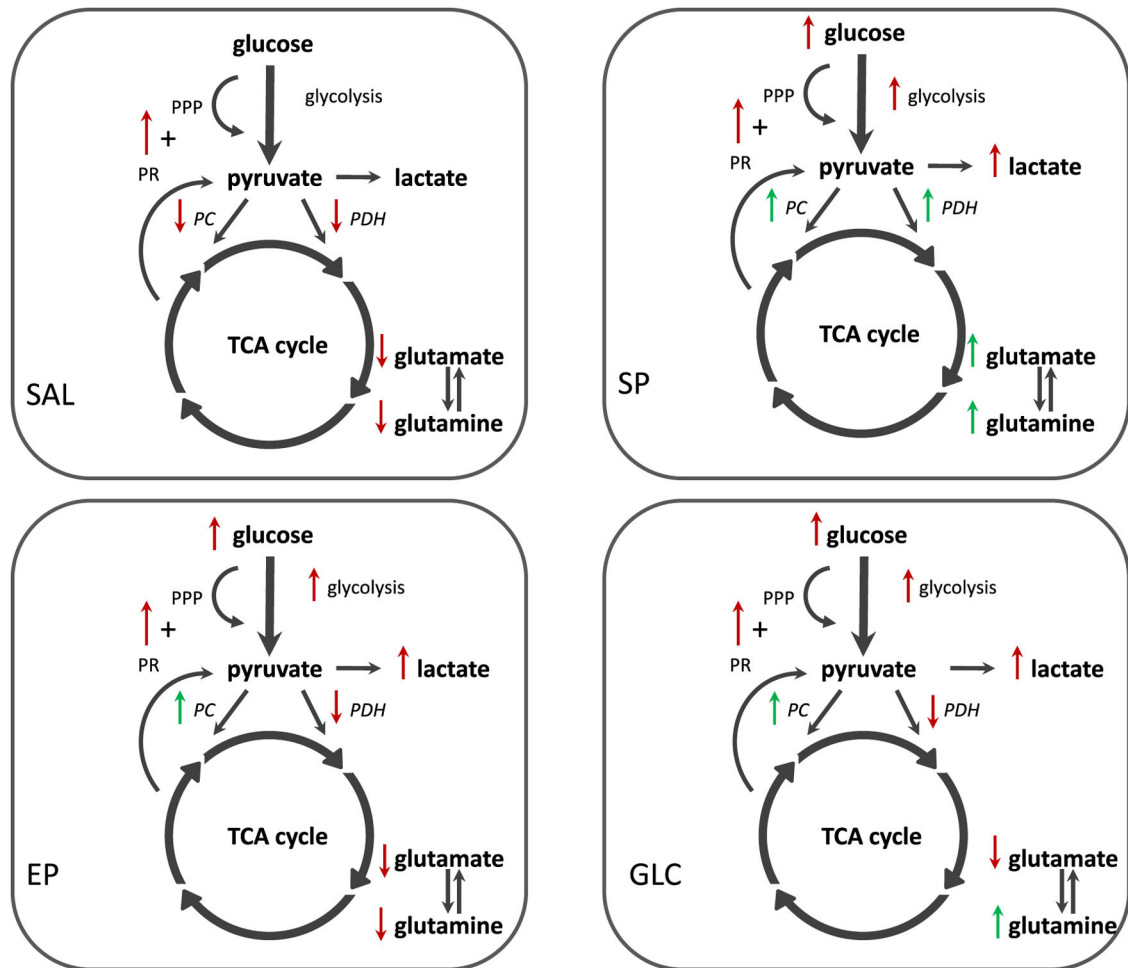 glucose
PPP
glycolysis
+
PR
pyruvate
lactate
PC
PDH
TCA cycle
glutamate
glutamine
SAL
glucose
PPP
glycolysis
+
PR
pyruvate
lactate
PC
PDH
TCA cycle
glutamate
glutamine
SP
glucose
PPP
glycolysis
+
PR
pyruvate
lactate
PC
PDH
TCA cycle
glutamate
glutamine
EP
glucose
PPP
glycolysis
+
PR
pyruvate
lactate
PC
PDH
TCA cycle
glutamate
glutamine
GLC